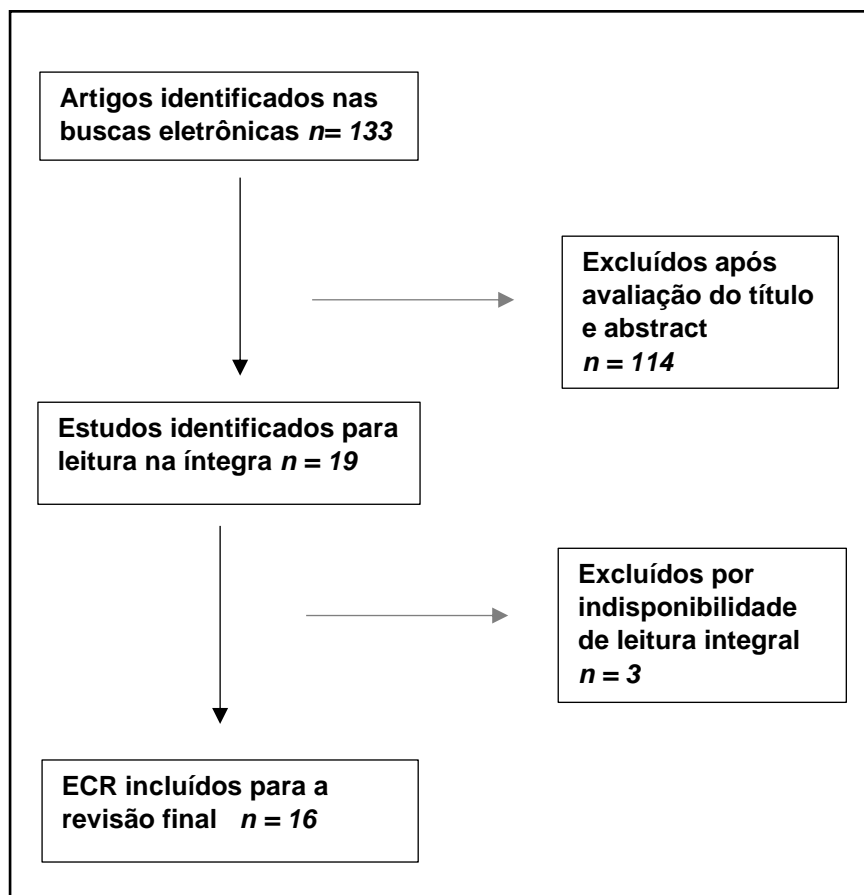 Artigos identificados nas
buscas eletrônicas n= 133
Excluídos após
avaliação do título
e abstract
n = 114
Estudos identificados para
leitura na íntegra n = 19
Excluídos por
indisponibilidade
de leitura integral
n = 3
ECR incluídos para a
revisão final n = 16